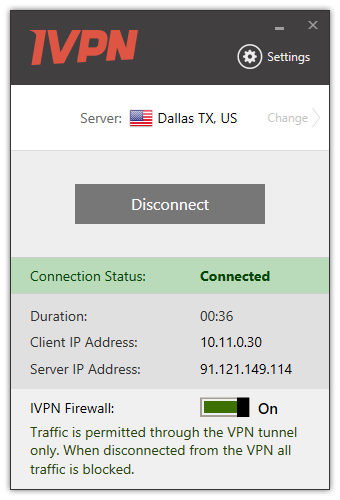 IVPN
Settings
Server: Dallas TX, US Change
Disconnect
Connection Status: Connected
Duration: 00:36
Client IP Address: 10.11.0.30
Server IP Address: 91.121.149.114
IVPN Firewall: On
Traffic is permitted through the VPN tunnel
only. When disconnected from the VPN all
traffic is blocked.